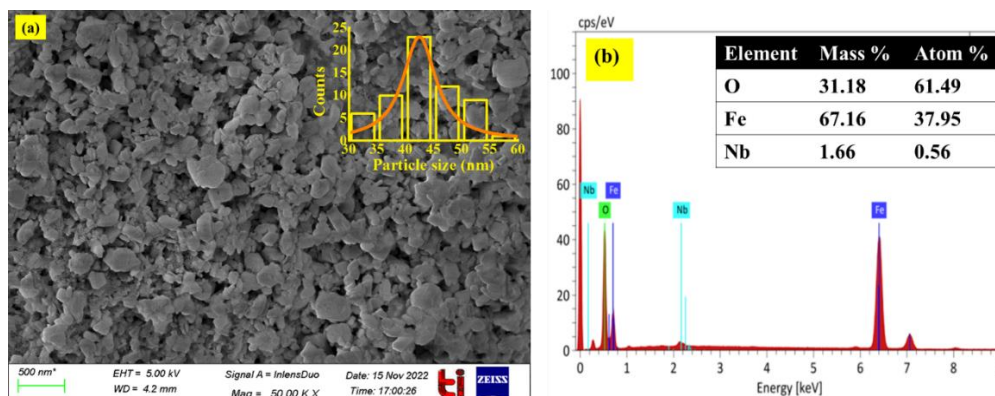 (a)
25
20
15
10
5
0
Counts
30 35 40 45 50 55 60
Particle size (nm)
500 nm*
EHT = 5.00 kV
WD = 4.2 mm
Signal A = InlensDuo
Mag = 50.00 K X
Date: 15 Nov 2022
Time: 17:00:26
ZEISS
cps/eV
(b)
Element Mass % Atom %
O 31.18 61.49
Fe 67.16 37.95
Nb 1.66 0.56
100
80
60
40
20
0
Nb
Fe
O
Nb
Fe
0 1 2 3 4 5 6 7 8
Energy [keV]